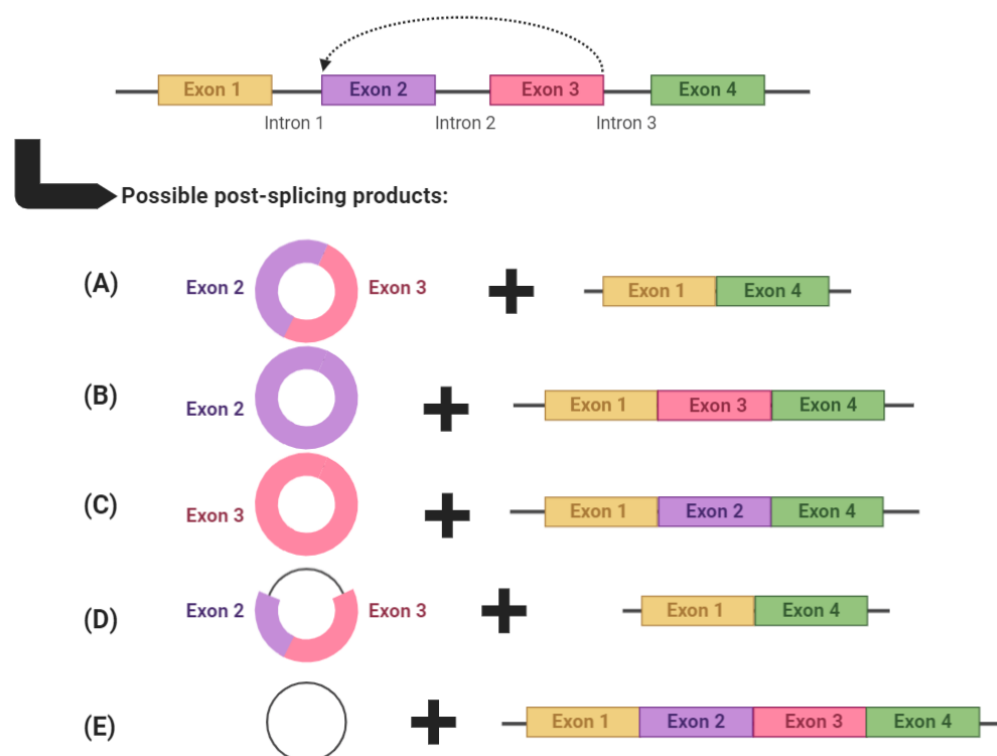 Exon 1 Exon 2 Exon 3 Exon 4
Intron 1 Intron 2 Intron 3
Possible post-splicing products:
(A) Exon 2 Exon 3 + Exon 1 Exon 4
(B) Exon 2 + Exon 1 Exon 3 Exon 4
(C) Exon 3 + Exon 1 Exon 2 Exon 4
(D) Exon 2 Exon 3 + Exon 1 Exon 4
(E) + Exon 1 Exon 2 Exon 3 Exon 4